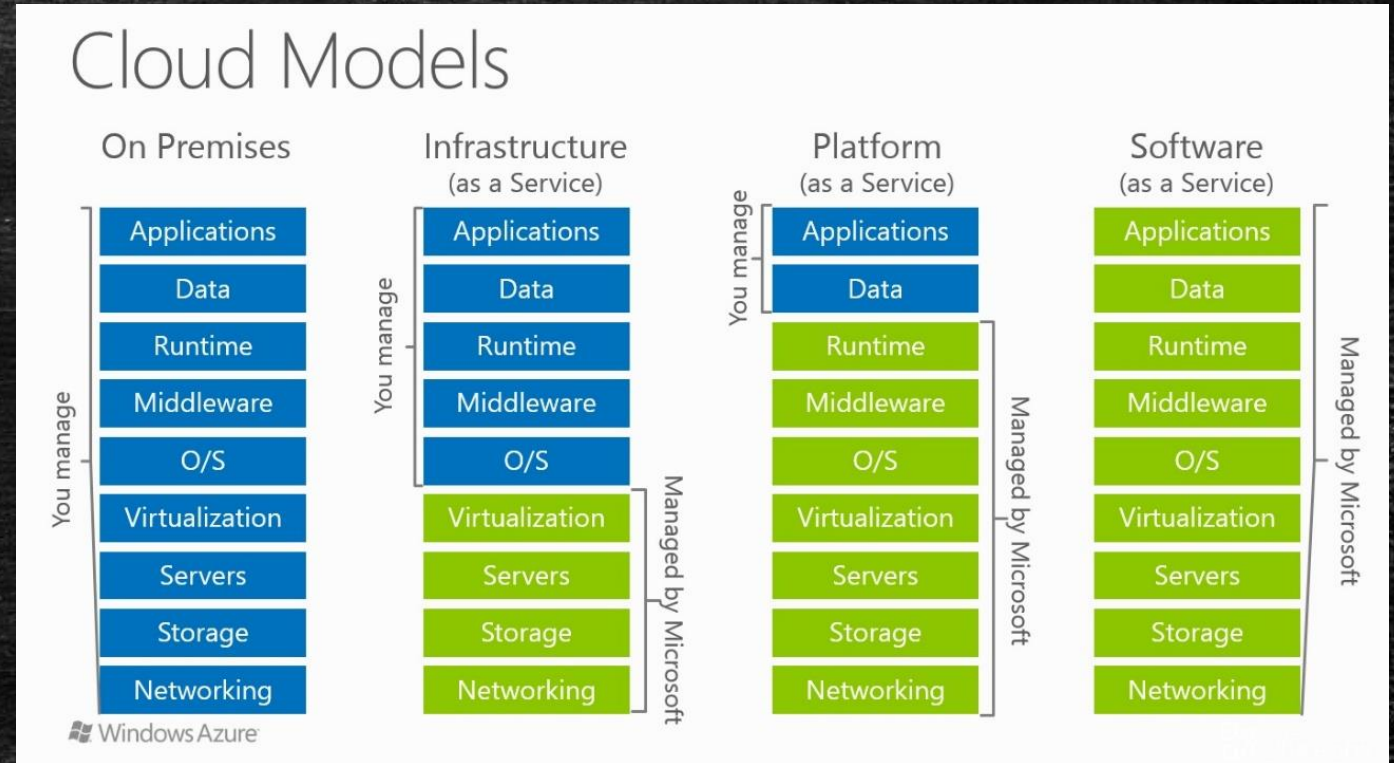 Cloud Models
On Premises
You manage
Applications
Data
Runtime
Middleware
O/S
Virtualization
Servers
Storage
Networking
Infrastructure
(as a Service)
You manage
Applications
Data
Runtime
Middleware
O/S
Virtualization
Servers
Storage
Networking
Managed by Microsoft
Platform
(as a Service)
You manage
Applications
Data
Runtime
Middleware
O/S
Virtualization
Servers
Storage
Networking
Managed by Microsoft
Software
(as a Service)
Applications
Data
Runtime
Middleware
O/S
Virtualization
Servers
Storage
Networking
Managed by Microsoft
Windows Azure